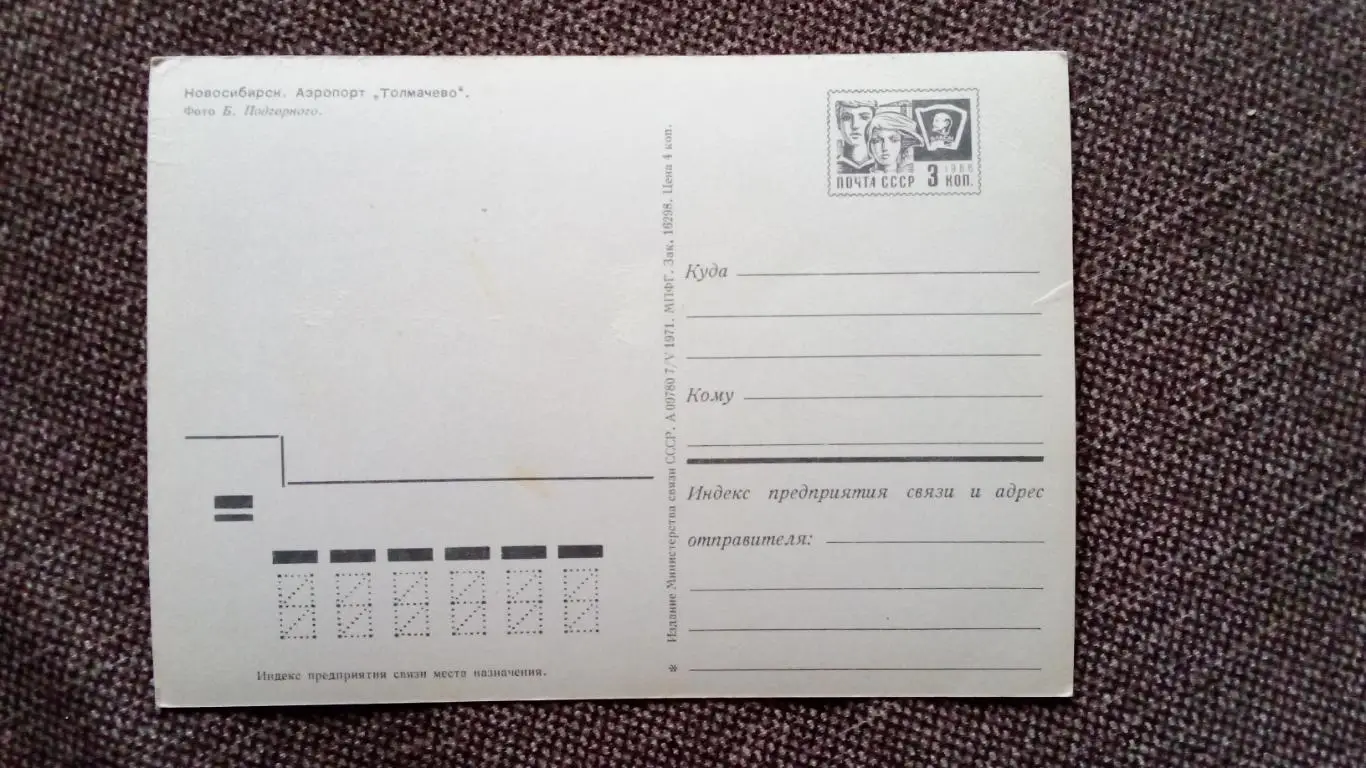 Новосибирск. Аэропорт „Толмачево“.
Фото Б. Подгорного.
ВЛКСМ
1966
ПОЧТА СССР 3 КОП.
Издание Министерства связи СССР. А 09780 7/V 1971. МПФГ. Зак. 16298. Цена 4 коп.
Куда
Кому
Индекс предприятия связи и адрес
отправителя:
*
Индекс предприятия связи места назначения.